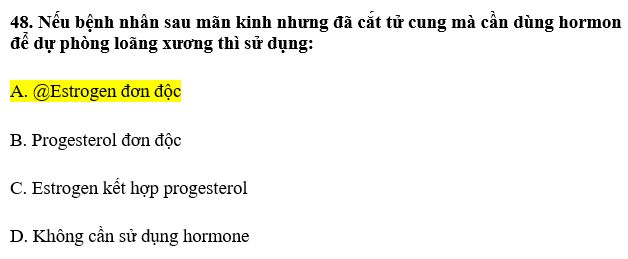 48. Nếu bệnh nhân sau mãn kinh nhưng đã cắt tử cung mà cần dùng hormon
để dự phòng loãng xương thì sử dụng:
A. @Estrogen đơn độc
B. Progesterol đơn độc
C. Estrogen kết hợp progesterol
D. Không cần sử dụng hormone